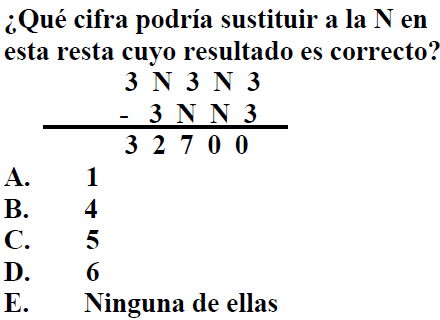 ¿Qué cifra podría sustituir a la N en
esta resta cuyo resultado es correcto?
3 N 3 N 3
- 3 N N 3
3 2 7 0 0
A. 1
B. 4
C. 5
D. 6
E. Ninguna de ellas